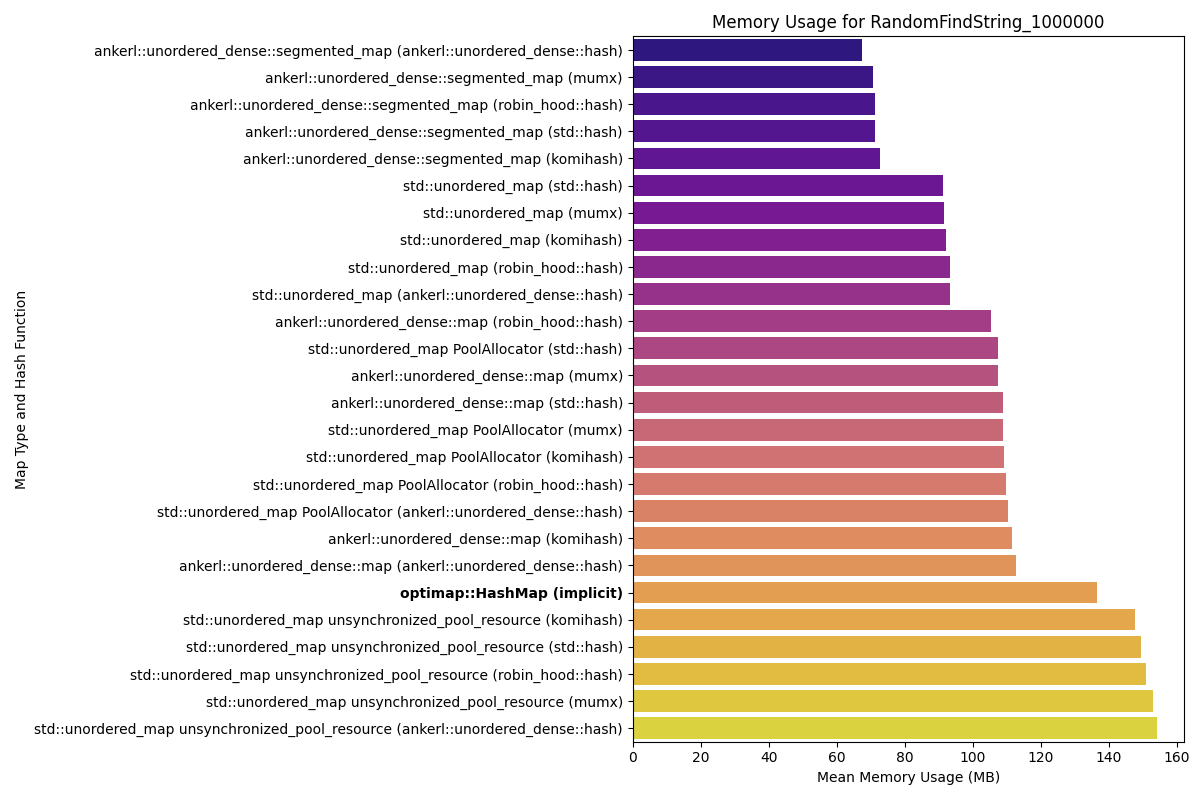 Memory Usage for RandomFindString_1000000
ankerl::unordered_dense::segmented_map (ankerl::unordered_dense::hash)
ankerl::unordered_dense::segmented_map (mumx)
ankerl::unordered_dense::segmented_map (robin_hood::hash)
ankerl::unordered_dense::segmented_map (std::hash)
ankerl::unordered_dense::segmented_map (komihash)
std::unordered_map (std::hash)
std::unordered_map (mumx)
std::unordered_map (komihash)
std::unordered_map (robin_hood::hash)
std::unordered_map (ankerl::unordered_dense::hash)
ankerl::unordered_dense::map (robin_hood::hash)
std::unordered_map PoolAllocator (std::hash)
ankerl::unordered_dense::map (mumx)
ankerl::unordered_dense::map (std::hash)
std::unordered_map PoolAllocator (mumx)
std::unordered_map PoolAllocator (komihash)
std::unordered_map PoolAllocator (robin_hood::hash)
std::unordered_map PoolAllocator (ankerl::unordered_dense::hash)
ankerl::unordered_dense::map (komihash)
ankerl::unordered_dense::map (ankerl::unordered_dense::hash)
optimap::HashMap (implicit)
std::unordered_map unsynchronized_pool_resource (komihash)
std::unordered_map unsynchronized_pool_resource (std::hash)
std::unordered_map unsynchronized_pool_resource (robin_hood::hash)
std::unordered_map unsynchronized_pool_resource (mumx)
std::unordered_map unsynchronized_pool_resource (ankerl::unordered_dense::hash)
Map Type and Hash Function
0 20 40 60 80 100 120 140 160
Mean Memory Usage (MB)